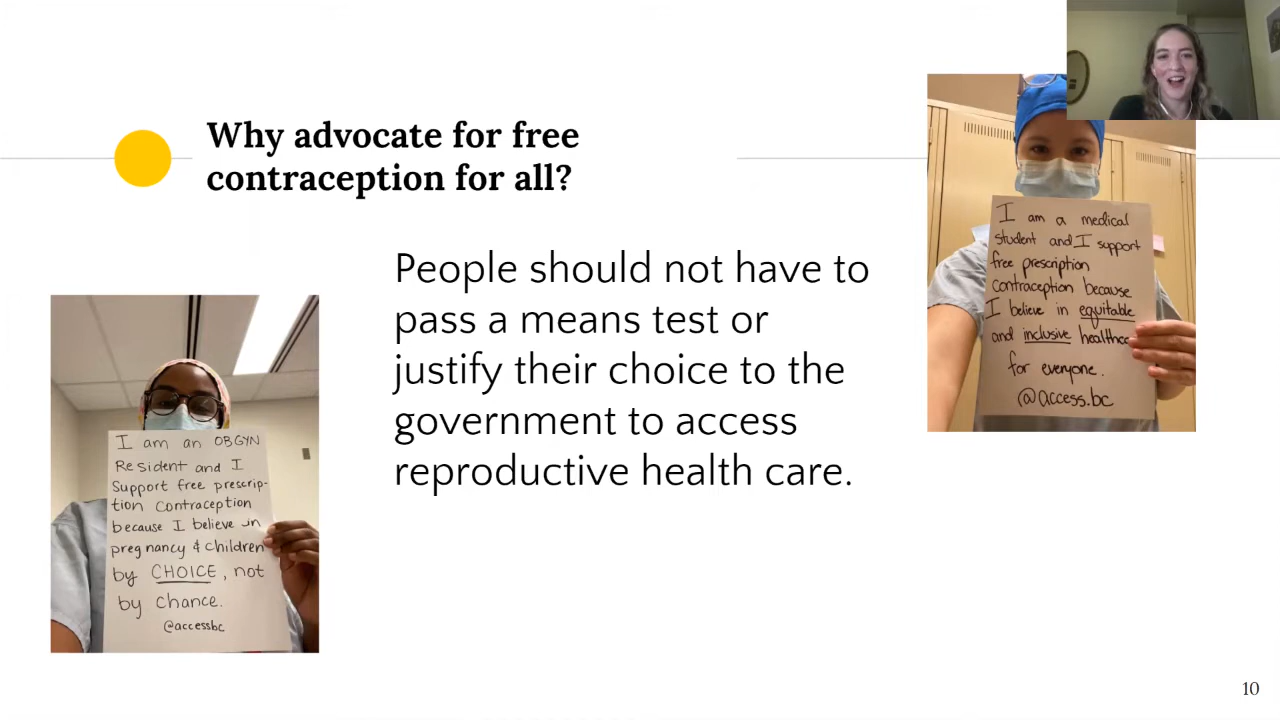 Why advocate for free
contraception for all?
People should not have to
pass a means test or
justify their choice to the
government to access
reproductive health care.
I am an OBGYN
Resident and I
Support free prescrip-
tion contraception
because I believe in
pregnancy & children
by CHOICE, not
by chance.
@accessbc
I am a medical
student and I support
free prescription
contraception because
I believe in equitable
and inclusive healthca
for everyone.
@access.bc
10